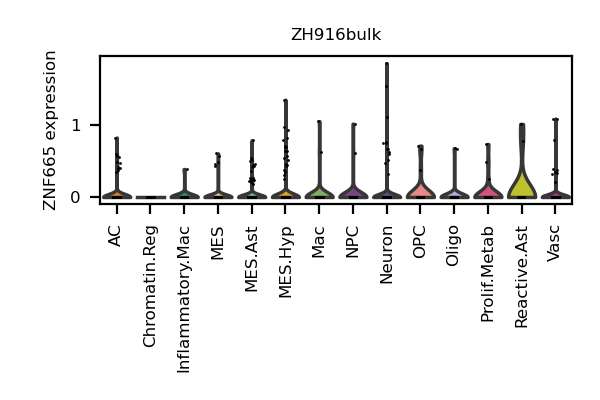 ZH916bulk
ZNF665 expression
1
0
AC
Chromatin.Reg
Inflammatory.Mac
MES
MES.Ast
MES.Hyp
Mac
NPC
Neuron
OPC
Oligo
Prolif.Metab
Reactive.Ast
Vasc